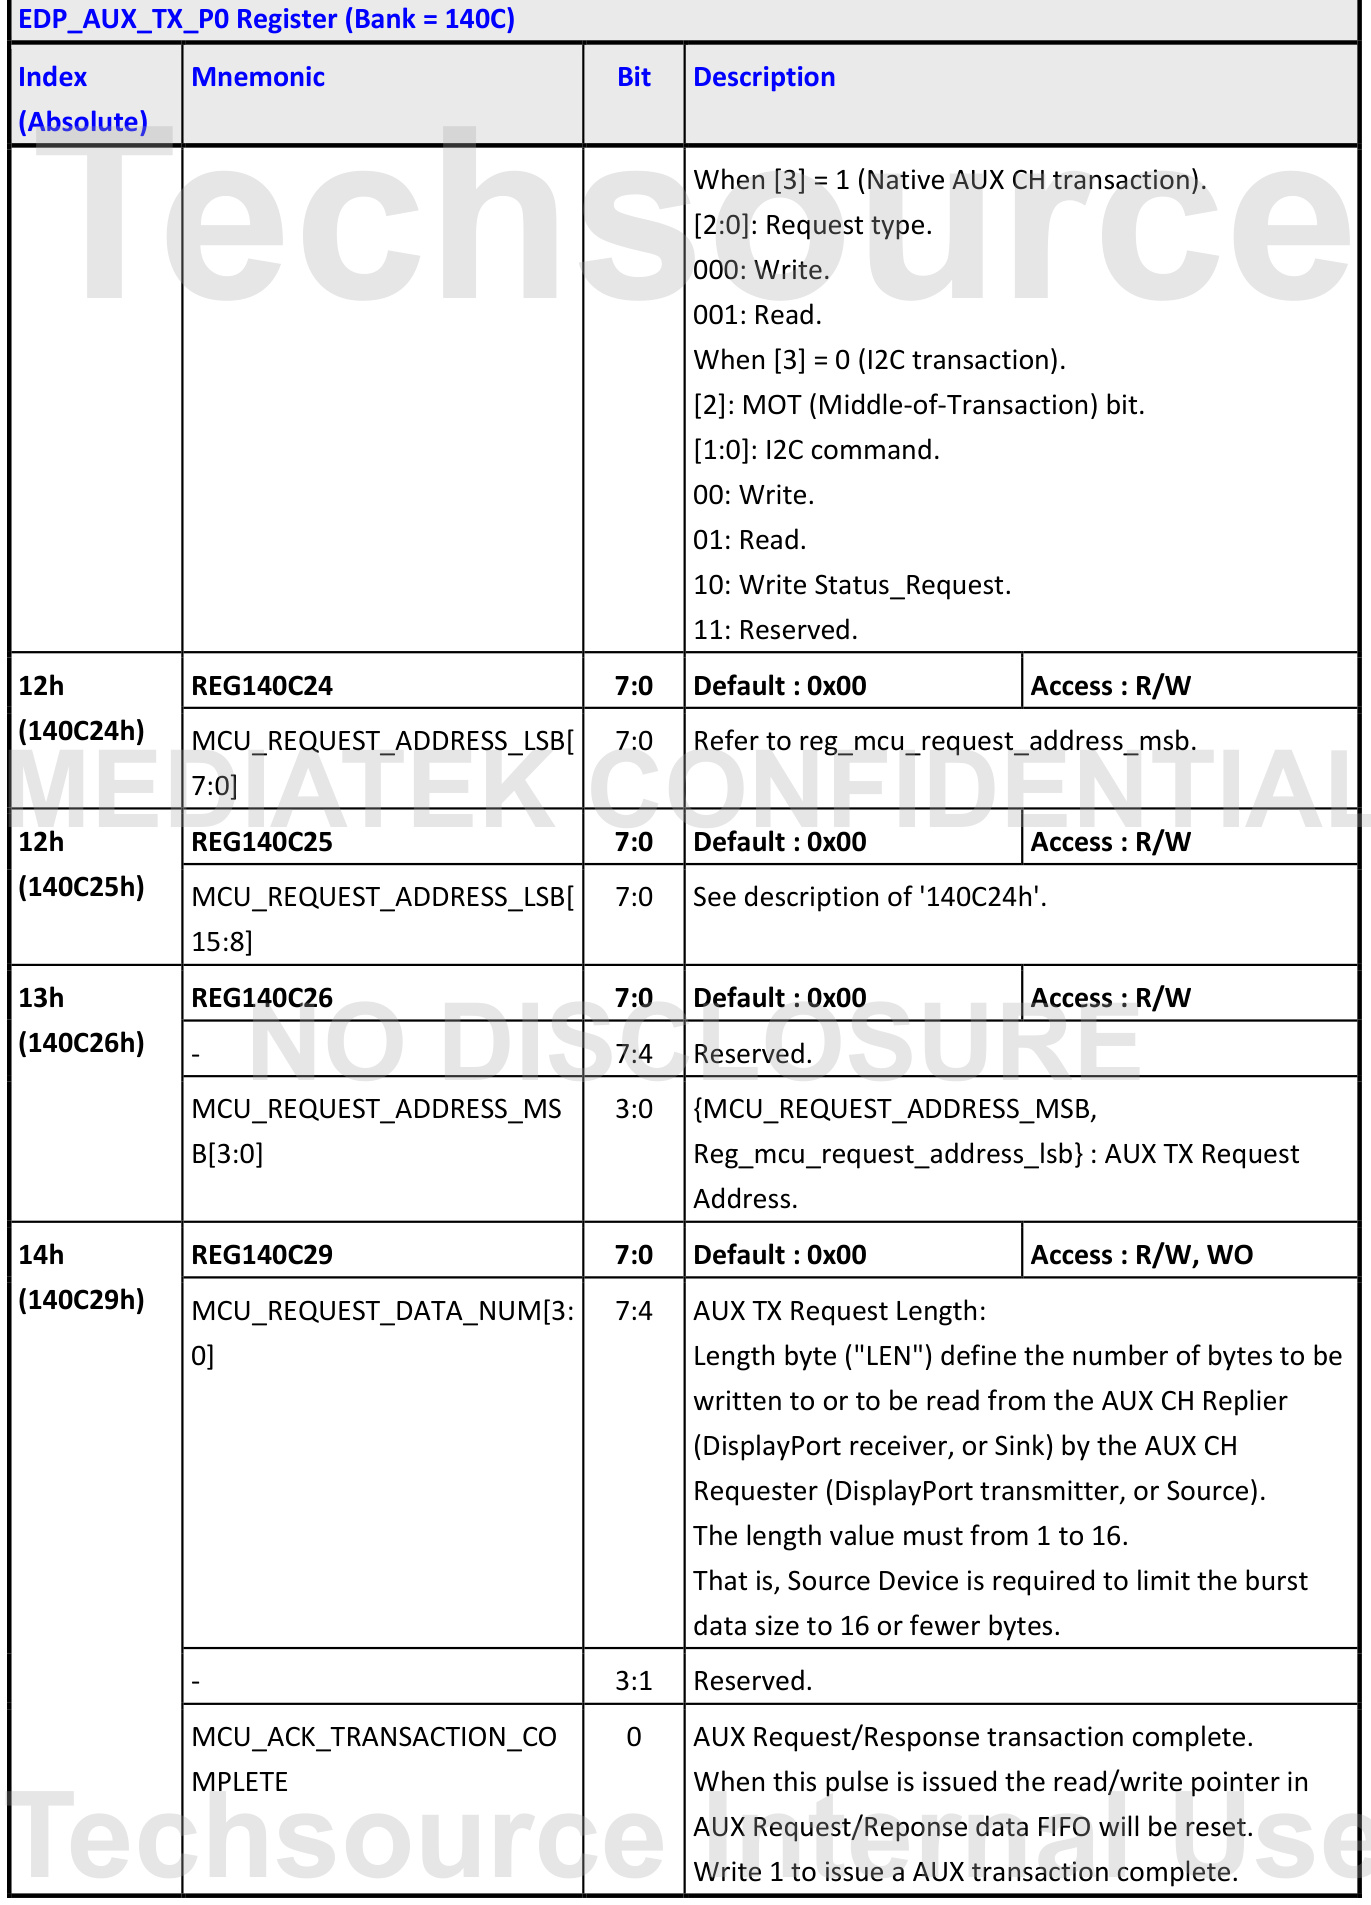 EDP_AUX_TX_P0 Register (Bank = 140C)
Index
(Absolute)
Mnemonic
Bit
Description
Techsource
When [3] = 1 (Native AUX CH transaction).
[2:0]: Request type.
000: Write.
001: Read.
When [3] = 0 (I2C transaction).
[2]: MOT (Middle-of-Transaction) bit.
[1:0]: I2C command.
00: Write.
01: Read.
10: Write Status_Request.
11: Reserved.
12h
(140C24h)
REG140C24
7:0
Default : 0x00
Access : R/W
MCU_REQUEST_ADDRESS_LSB[
7:0]
7:0
Refer to reg_mcu_request_address_msb.
MEDIATEK CONFIDENTIAL
12h
(140C25h)
REG140C25
7:0
Default : 0x00
Access : R/W
MCU_REQUEST_ADDRESS_LSB[
15:8]
7:0
See description of '140C24h'.
13h
(140C26h)
REG140C26
7:0
Default : 0x00
Access : R/W
NO DISCLOSURE
-
7:4
Reserved.
MCU_REQUEST_ADDRESS_MS
B[3:0]
3:0
{MCU_REQUEST_ADDRESS_MSB,
Reg_mcu_request_address_lsb} : AUX TX Request
Address.
14h
(140C29h)
REG140C29
7:0
Default : 0x00
Access : R/W, WO
MCU_REQUEST_DATA_NUM[3:
0]
7:4
AUX TX Request Length:
Length byte ("LEN") define the number of bytes to be
written to or to be read from the AUX CH Replier
(DisplayPort receiver, or Sink) by the AUX CH
Requester (DisplayPort transmitter, or Source).
The length value must from 1 to 16.
That is, Source Device is required to limit the burst
data size to 16 or fewer bytes.
-
3:1
Reserved.
MCU_ACK_TRANSACTION_CO
MPLETE
0
AUX Request/Response transaction complete.
When this pulse is issued the read/write pointer in
AUX Request/Reponse data FIFO will be reset.
Write 1 to issue a AUX transaction complete.
Techsource Internal Use